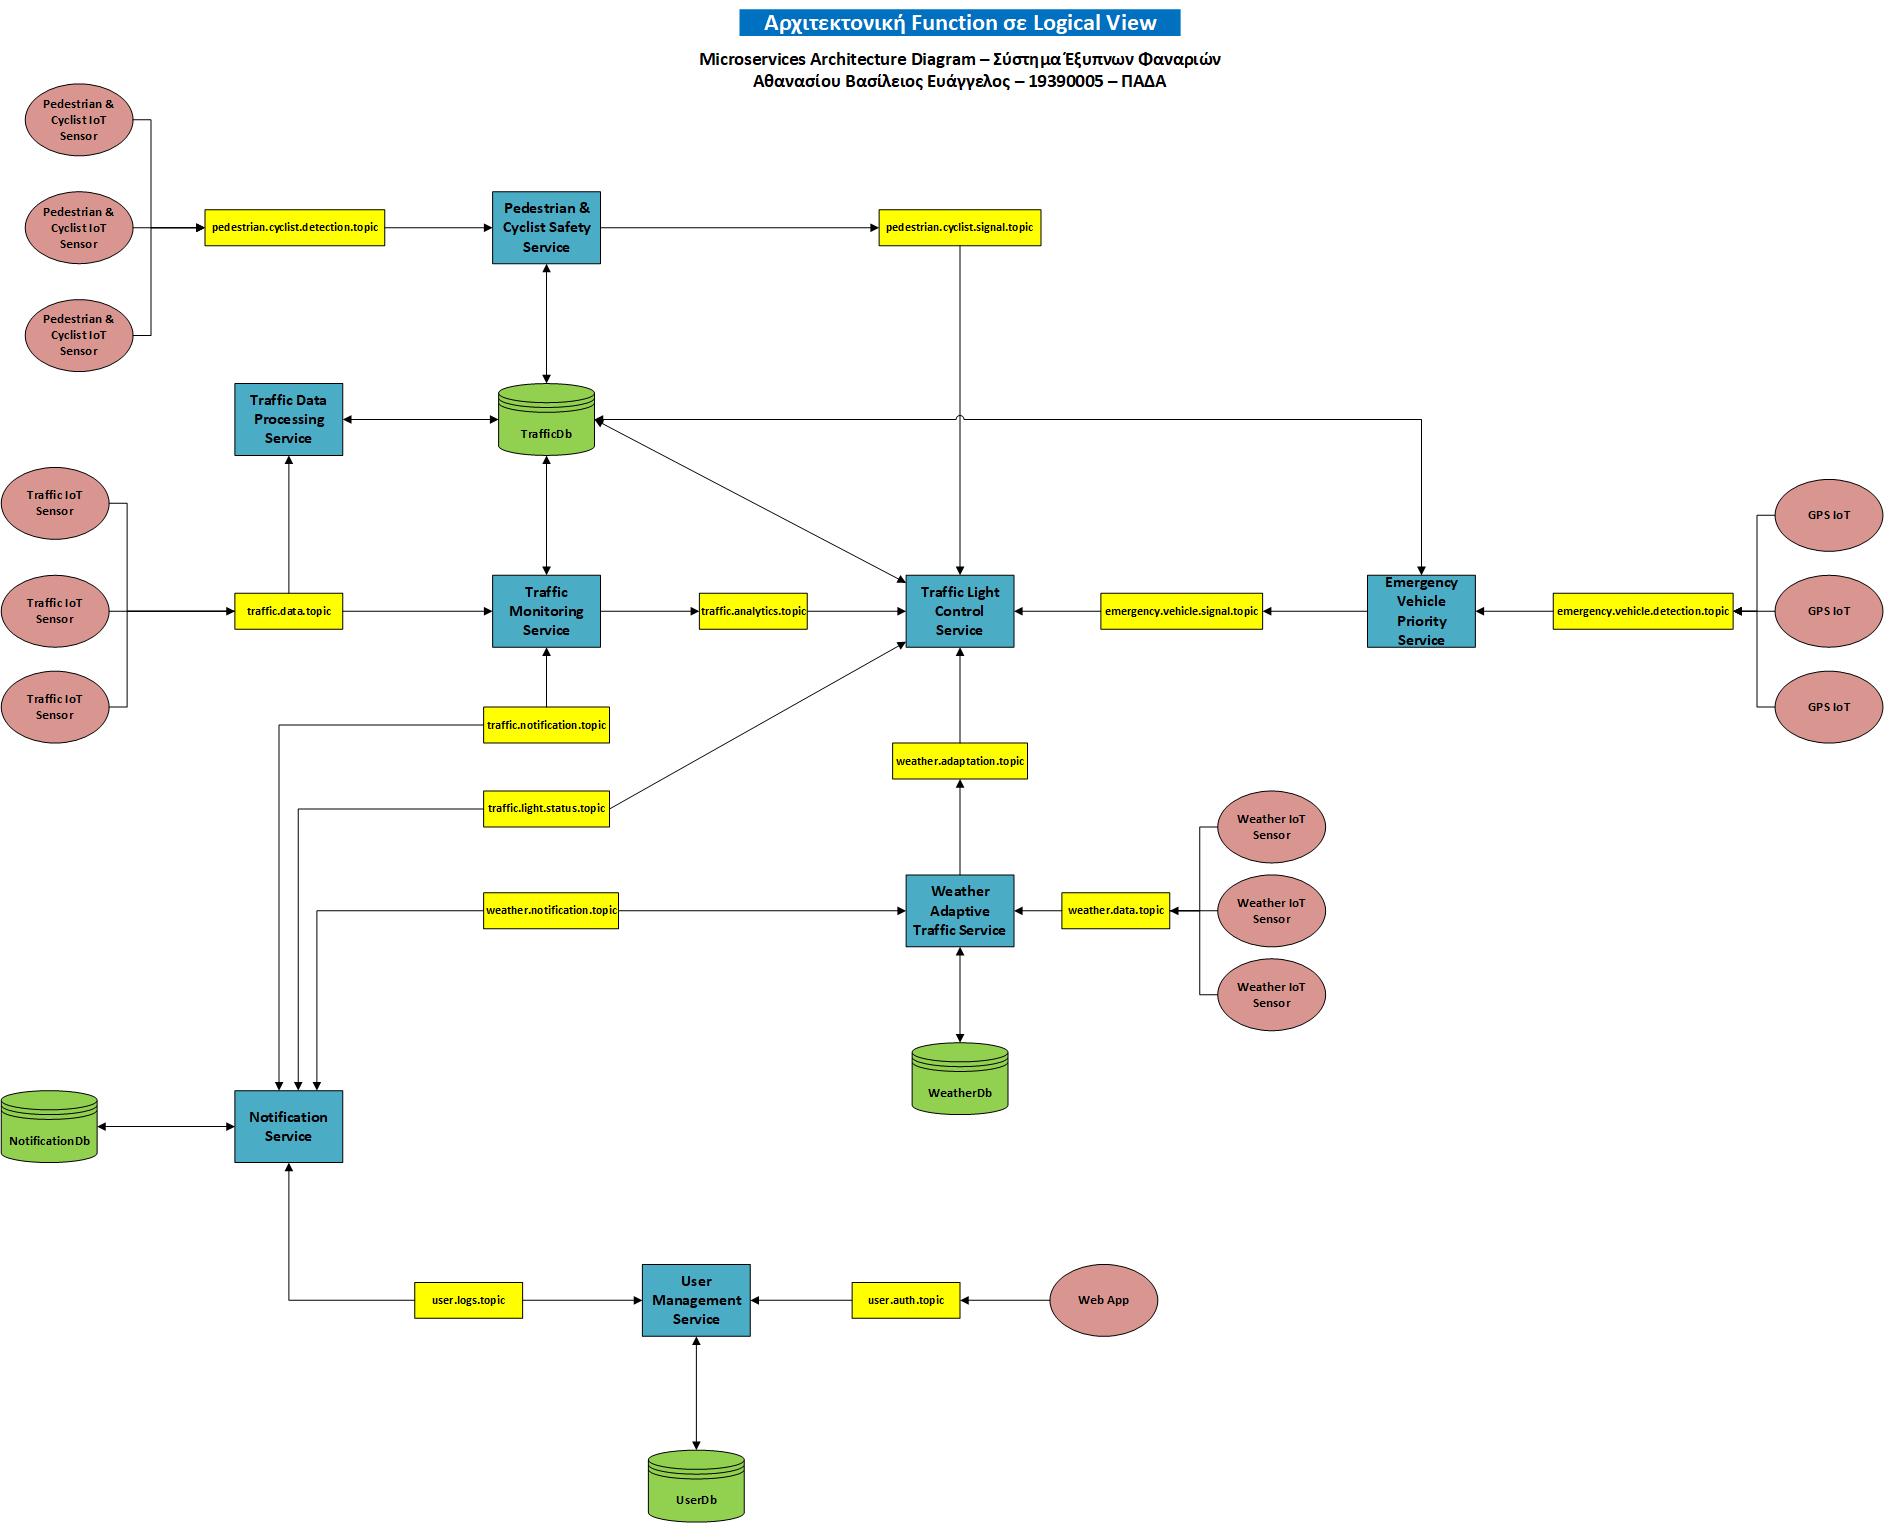 Αρχιτεκτονική Function σε Logical View
Microservices Architecture Diagram – Σύστημα Έξυπνων Φαναριών
Αθανασίου Βασίλειος Ευάγγελος – 19390005 – ΠΑΔΑ
Pedestrian &
Cyclist IoT
Sensor
Pedestrian &
Cyclist IoT
Sensor
pedestrian.cyclist.detection.topic
Pedestrian &
Cyclist Safety
Service
pedestrian.cyclist.signal.topic
Pedestrian &
Cyclist IoT
Sensor
Traffic Data
Processing
Service
TrafficDb
Traffic IoT
Sensor
GPS IoT
Traffic IoT
Sensor
traffic.data.topic
Traffic
Monitoring
Service
traffic.analytics.topic
Traffic Light
Control
Service
emergency.vehicle.signal.topic
Emergency
Vehicle
Priority
Service
emergency.vehicle.detection.topic
GPS IoT
Traffic IoT
Sensor
GPS IoT
traffic.notification.topic
weather.adaptation.topic
traffic.light.status.topic
Weather IoT
Sensor
weather.notification.topic
Weather
Adaptive
Traffic Service
weather.data.topic
Weather IoT
Sensor
Weather IoT
Sensor
WeatherDb
NotificationDb
Notification
Service
user.logs.topic
User
Management
Service
user.auth.topic
Web App
UserDb